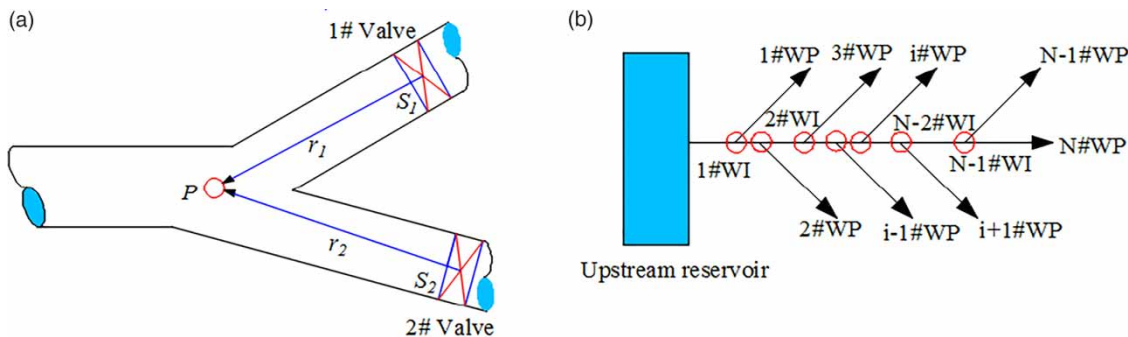 (a)
1# Valve
S1
r1
P
r2
S2
2# Valve
(b)
1#WP
3#WP
i#WP
N-1#WP
2#WI
N-2#WI
1#WI
N-1#WI
N#WP
2#WP
i-1#WP
i+1#WP
Upstream reservoir